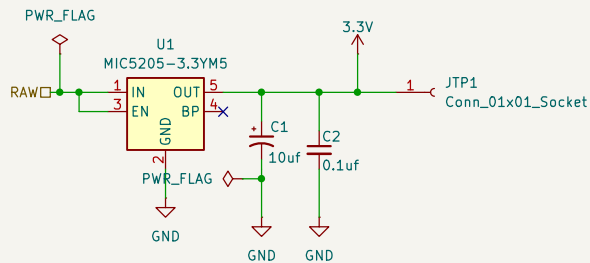 PWR_FLAG
U1
MIC5205-3.3YM5
3.3V
RAW
1
IN
OUT
5
1
JTP1
3
EN
BP
4
Conn_01x01_Socket
GND
2
C1
10uf
C2
0.1uf
PWR_FLAG
GND
GND
GND